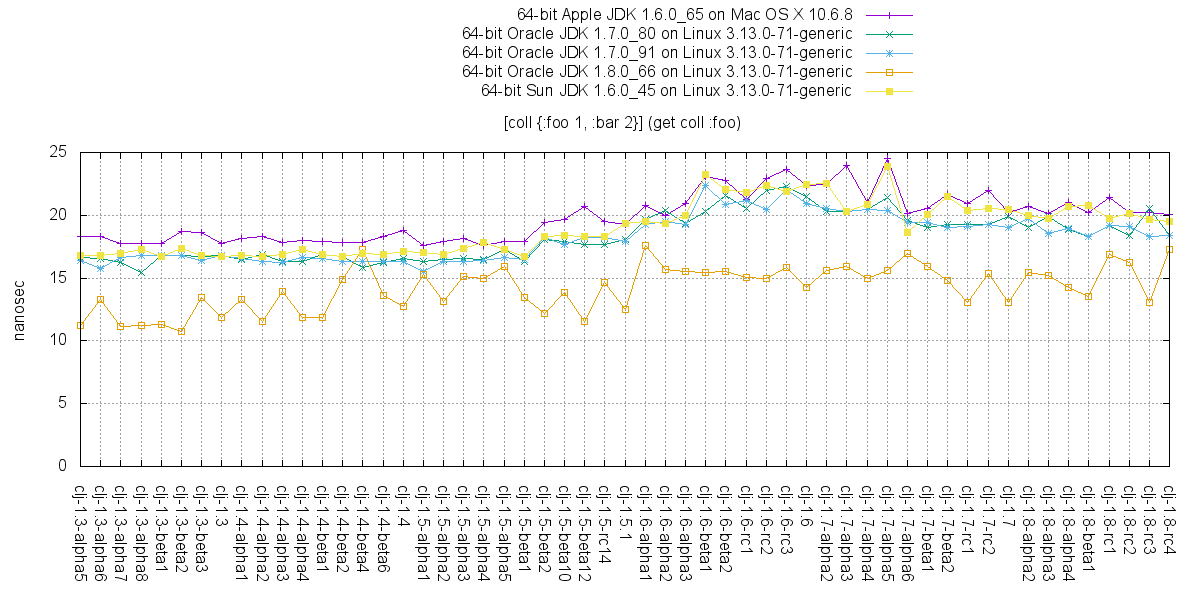 64-bit Apple JDK 1.6.0_65 on Mac OS X 10.6.8
64-bit Oracle JDK 1.7.0_80 on Linux 3.13.0-71-generic
64-bit Oracle JDK 1.7.0_91 on Linux 3.13.0-71-generic
64-bit Oracle JDK 1.8.0_66 on Linux 3.13.0-71-generic
64-bit Sun JDK 1.6.0_45 on Linux 3.13.0-71-generic
[coll {:foo 1, :bar 2}] (get coll :foo)
nanosec
25
20
15
10
5
0
clj-1.3-alpha5
clj-1.3-alpha6
clj-1.3-alpha7
clj-1.3-alpha8
clj-1.3-beta1
clj-1.3-beta2
clj-1.3-beta3
clj-1.3
clj-1.4-alpha1
clj-1.4-alpha2
clj-1.4-alpha3
clj-1.4-alpha4
clj-1.4-beta1
clj-1.4-beta2
clj-1.4-beta4
clj-1.4-beta6
clj-1.4
clj-1.5-alpha1
clj-1.5-alpha2
clj-1.5-alpha3
clj-1.5-alpha4
clj-1.5-alpha5
clj-1.5-beta1
clj-1.5-beta2
clj-1.5-beta10
clj-1.5-beta12
clj-1.5-rc14
clj-1.5.1
clj-1.6-alpha1
clj-1.6-alpha2
clj-1.6-alpha3
clj-1.6-beta1
clj-1.6-beta2
clj-1.6-rc1
clj-1.6-rc2
clj-1.6-rc3
clj-1.6
clj-1.7-alpha2
clj-1.7-alpha3
clj-1.7-alpha4
clj-1.7-alpha5
clj-1.7-alpha6
clj-1.7-beta1
clj-1.7-beta2
clj-1.7-rc1
clj-1.7-rc2
clj-1.7
clj-1.8-alpha2
clj-1.8-alpha3
clj-1.8-alpha4
clj-1.8-beta1
clj-1.8-rc1
clj-1.8-rc2
clj-1.8-rc3
clj-1.8-rc4